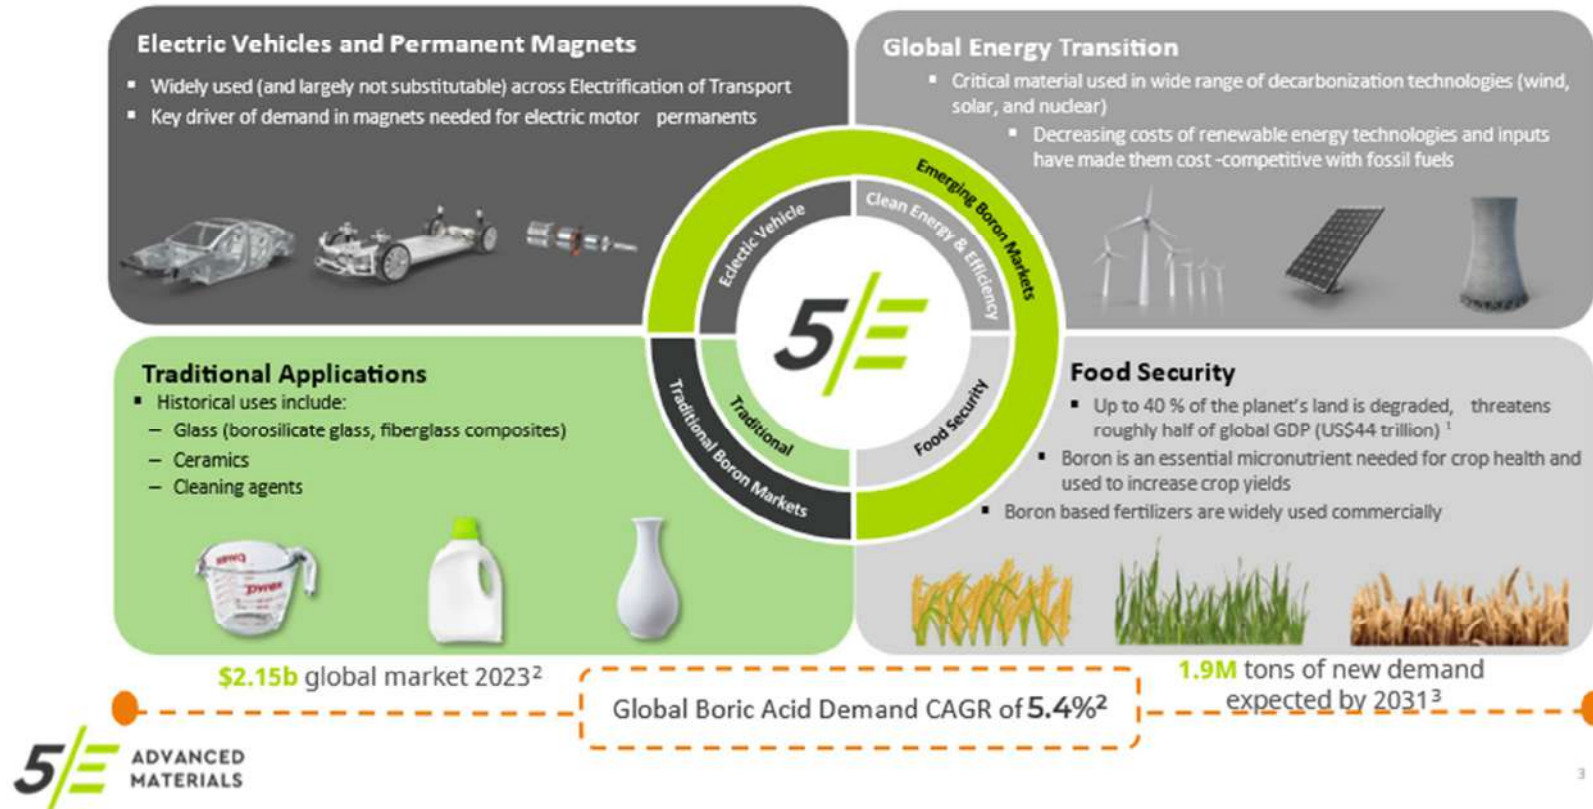 Electric Vehicles and Permanent Magnets
▪ Widely used (and largely not substitutable) across Electrification of Transport
▪ Key driver of demand in magnets needed for electric motor permanents
Global Energy Transition
▪ Critical material used in wide range of decarbonization technologies (wind,
solar, and nuclear)
▪ Decreasing costs of renewable energy technologies and inputs
have made them cost -competitive with fossil fuels
Emerging Boron Markets
Eclectic Vehicle
Clean Energy & Efficiency
5/E
Traditional
Food Security
Traditional Boron Markets
Traditional Applications
▪ Historical uses include:
– Glass (borosilicate glass, fiberglass composites)
– Ceramics
– Cleaning agents
pyrex
Food Security
▪ Up to 40 % of the planet's land is degraded, threatens
roughly half of global GDP (US$44 trillion) ¹
▪ Boron is an essential micronutrient needed for crop health and
used to increase crop yields
▪ Boron based fertilizers are widely used commercially
$2.15b global market 2023²
Global Boric Acid Demand CAGR of 5.4%²
1.9M tons of new demand
expected by 2031³
5/E ADVANCED
MATERIALS
3